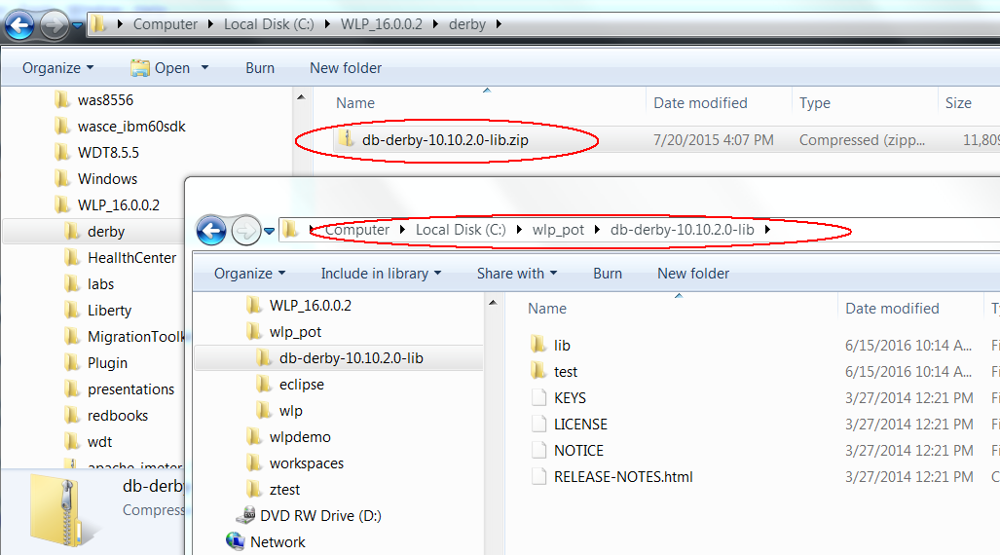 Computer Local Disk (C:) WLP_16.0.0.2 derby
Organize Open Burn New folder
was8556
wasce_ibm60sdk
WDT8.5.5
Windows
WLP_16.0.0.2
derby
HeallthCenter
labs
Liberty
MigrationToolk
Plugin
presentations
redbooks
wdt
apache_jmeter
Name Date modified Type Size
db-derby-10.10.2.0-lib.zip 7/20/2015 4:07 PM Compressed (zipp... 11,809
db-derby
Compress
Computer Local Disk (C:) wlp_pot db-derby-10.10.2.0-lib
Organize Include in library Share with Burn New folder
WLP_16.0.0.2
wlp_pot
db-derby-10.10.2.0-lib
eclipse
wlp
wlpdemo
workspaces
ztest
DVD RW Drive (D:)
Network
Name Date modified
lib 6/15/2016 10:14 A... Fi
test 6/15/2016 10:14 A... Fi
KEYS 3/27/2014 12:21 PM Fi
LICENSE 3/27/2014 12:21 PM Fi
NOTICE 3/27/2014 12:21 PM Fi
RELEASE-NOTES.html 3/27/2014 12:21 PM C